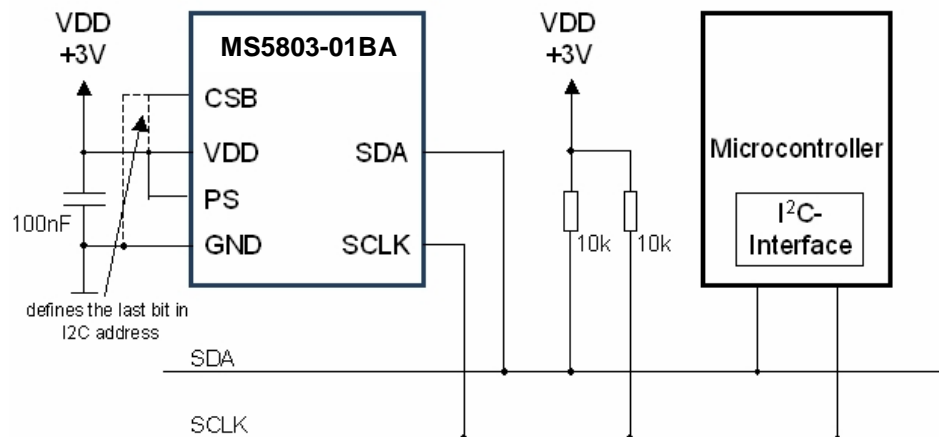 VDD
+3V
MS5803-01BA
CSB
VDD
PS
GND
SDA
SCLK
100nF
defines the last bit in
I2C address
VDD
+3V
10k
10k
Microcontroller
I²C-
Interface
SDA
SCLK